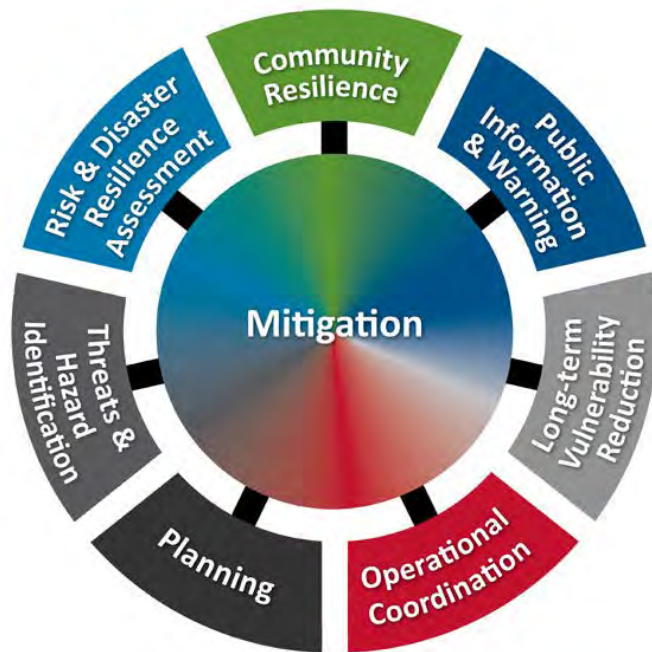 Community
Resilience
Public
Information
& Warning
Long-term
Vulnerability
Reduction
Operational
Coordination
Planning
Threats &
Hazard
Identification
Risk & Disaster
Resilience
Assessment
Mitigation